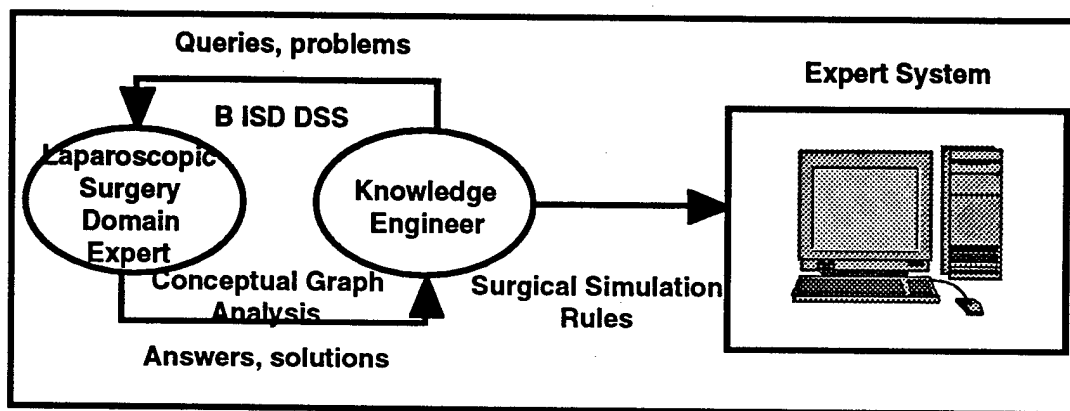 Queries, problems
Expert System
B ISD DSS
Laparoscopic
Surgery
Domain
Expert
Knowledge
Engineer
Conceptual Graph
Analysis
Surgical Simulation
Rules
Answers, solutions